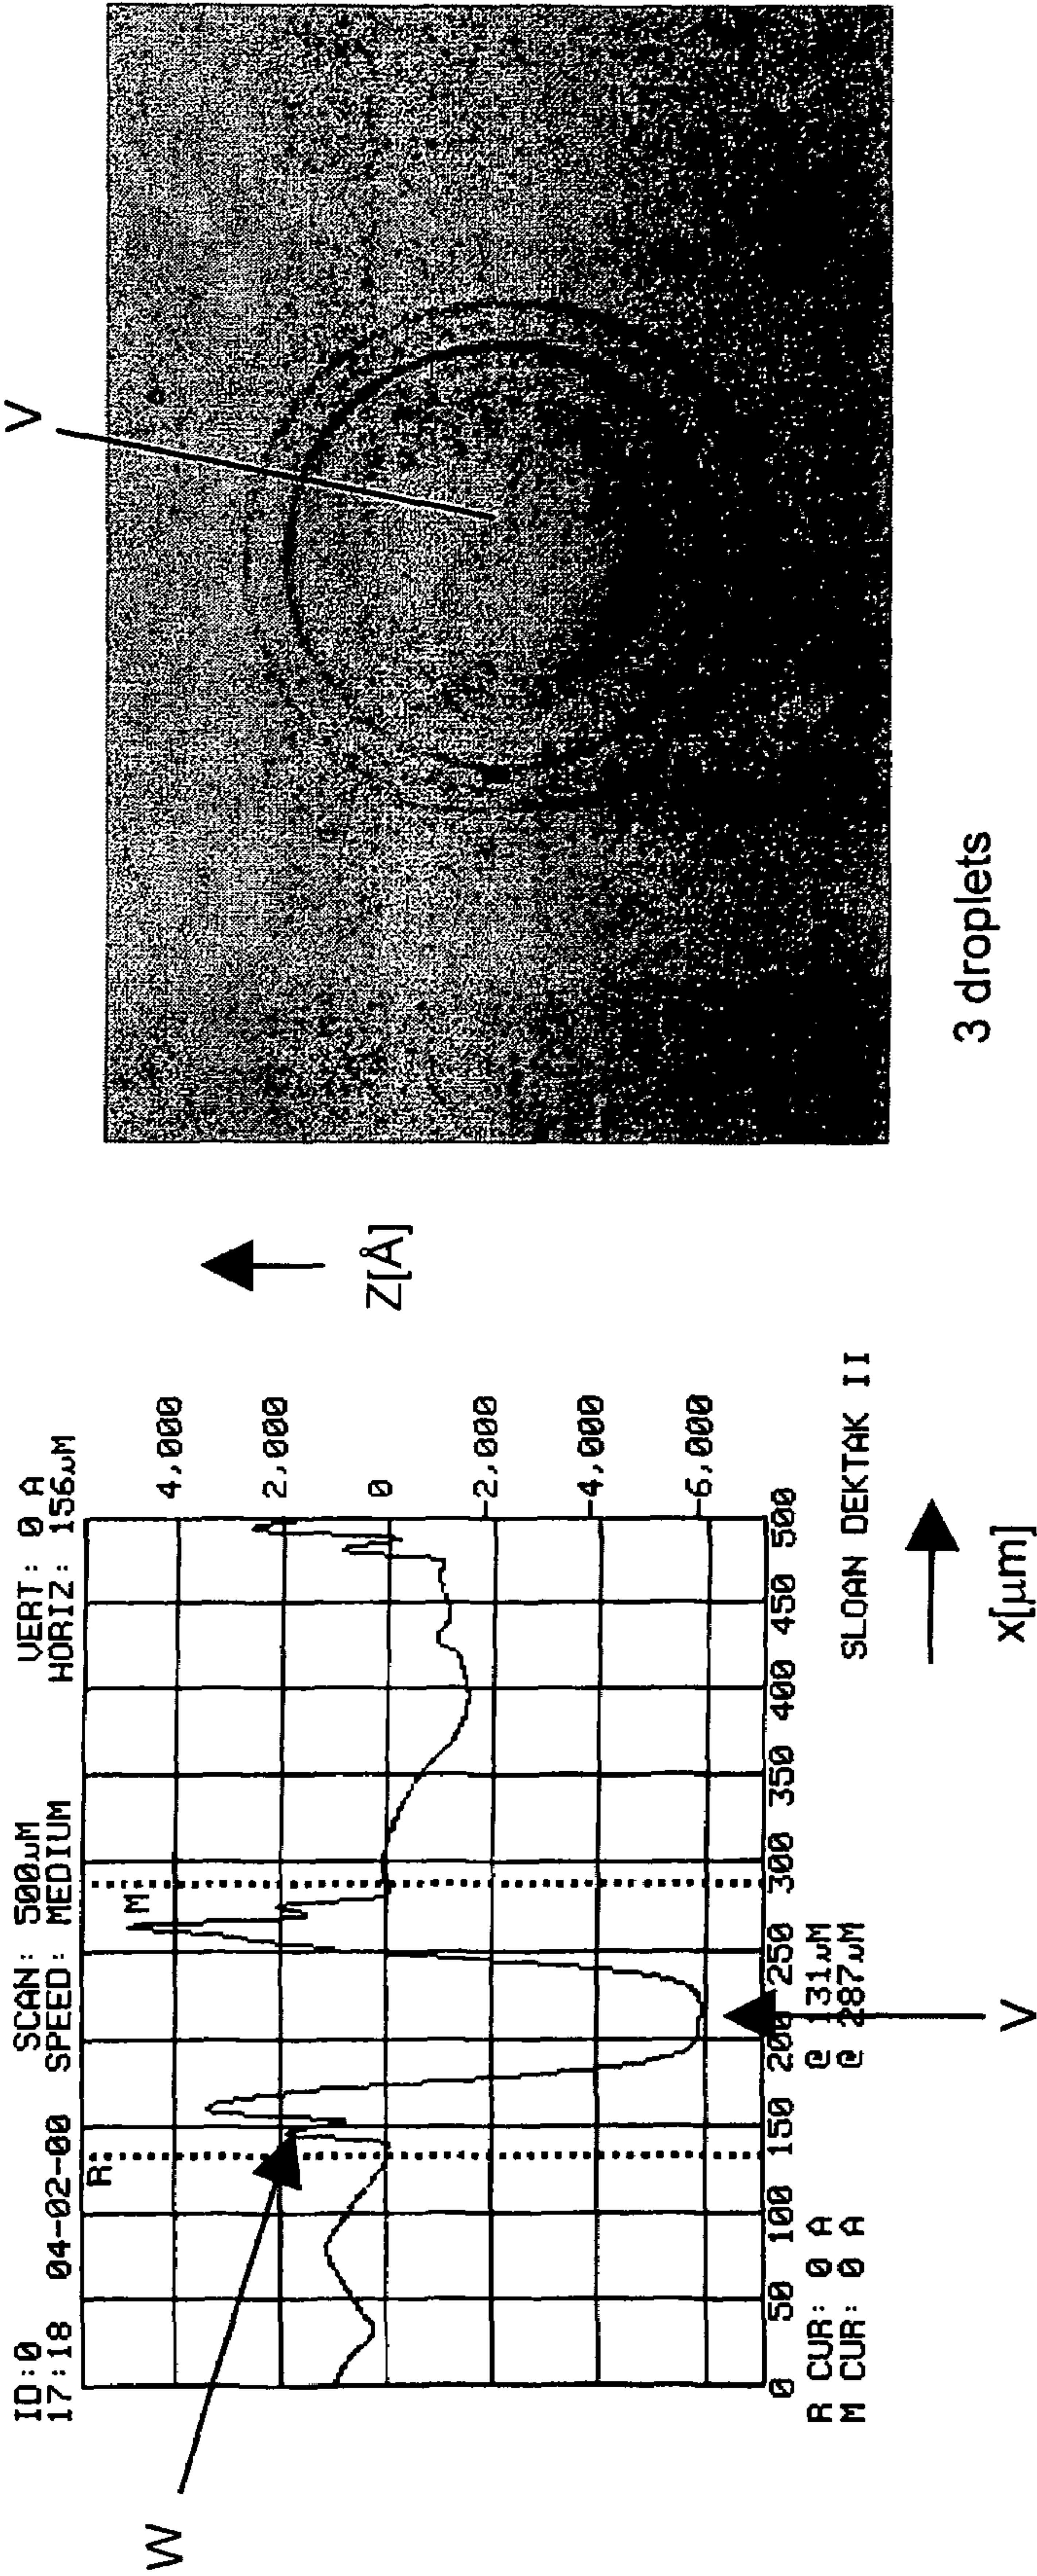 ID:0 SCAN: 500µM VERT: 0 A
17:18 04-02-00 SPEED: MEDIUM HORIZ: 156µM
R
M
4,000
2,000
0
-2,000
-4,000
-6,000
0 50 100 150 200 250 300 350 400 450 500
R CUR: 0 A @ 131µM
M CUR: 0 A @ 287µM
SLOAN DEKTAK II
W
V
X[µm]
Z[Å]
V
3 droplets